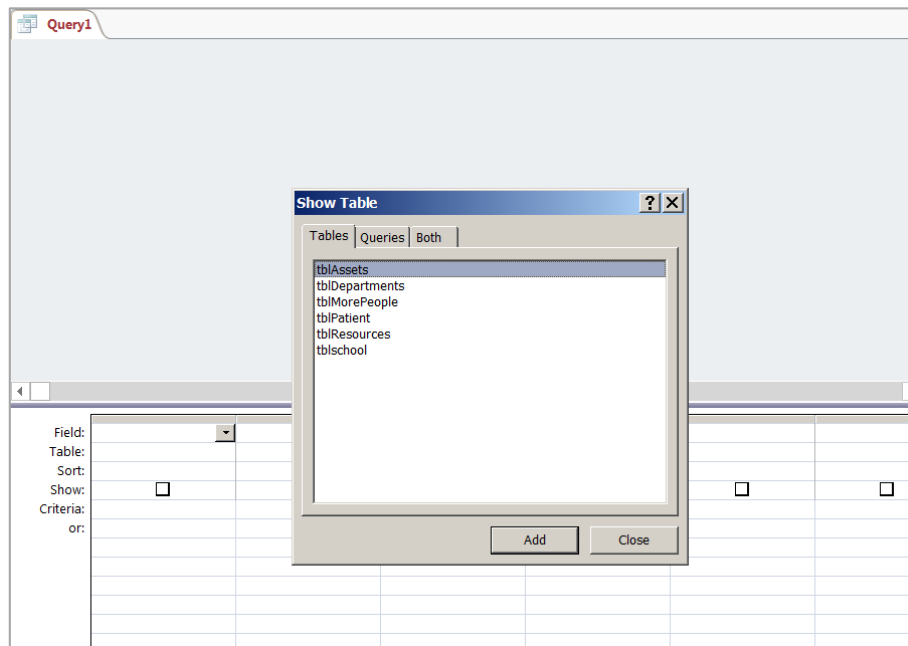 Query1
Show Table
? X
Tables Queries Both
tblAssets
tblDepartments
tblMorePeople
tblPatient
tblResources
tblschool
Add Close
Field:
Table:
Sort:
Show:
Criteria:
or: